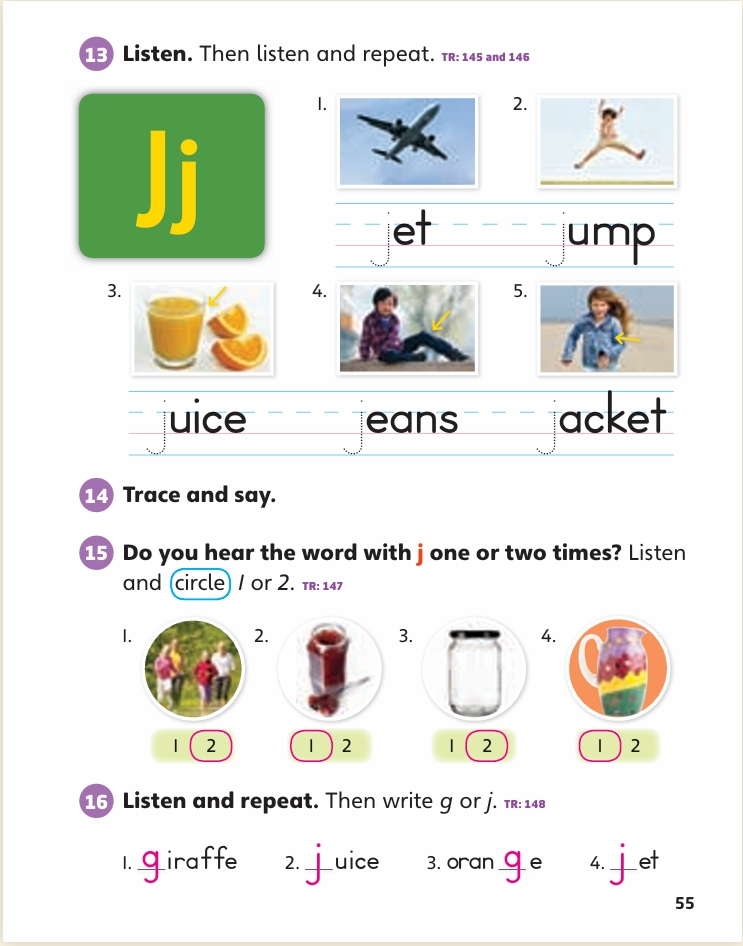 13 Listen. Then listen and repeat. TR: 145 and 146
Jj
1.
2.
jet
jump
3.
4.
5.
juice
jeans
jacket
14 Trace and say.
15 Do you hear the word with j one or two times? Listen
and circle 1 or 2. TR: 147
1.
2.
3.
4.
1 2
1 2
1 2
1 2
16 Listen and repeat. Then write g or j. TR: 148
1. giraffe
2. juice
3. orange
4. jet
55